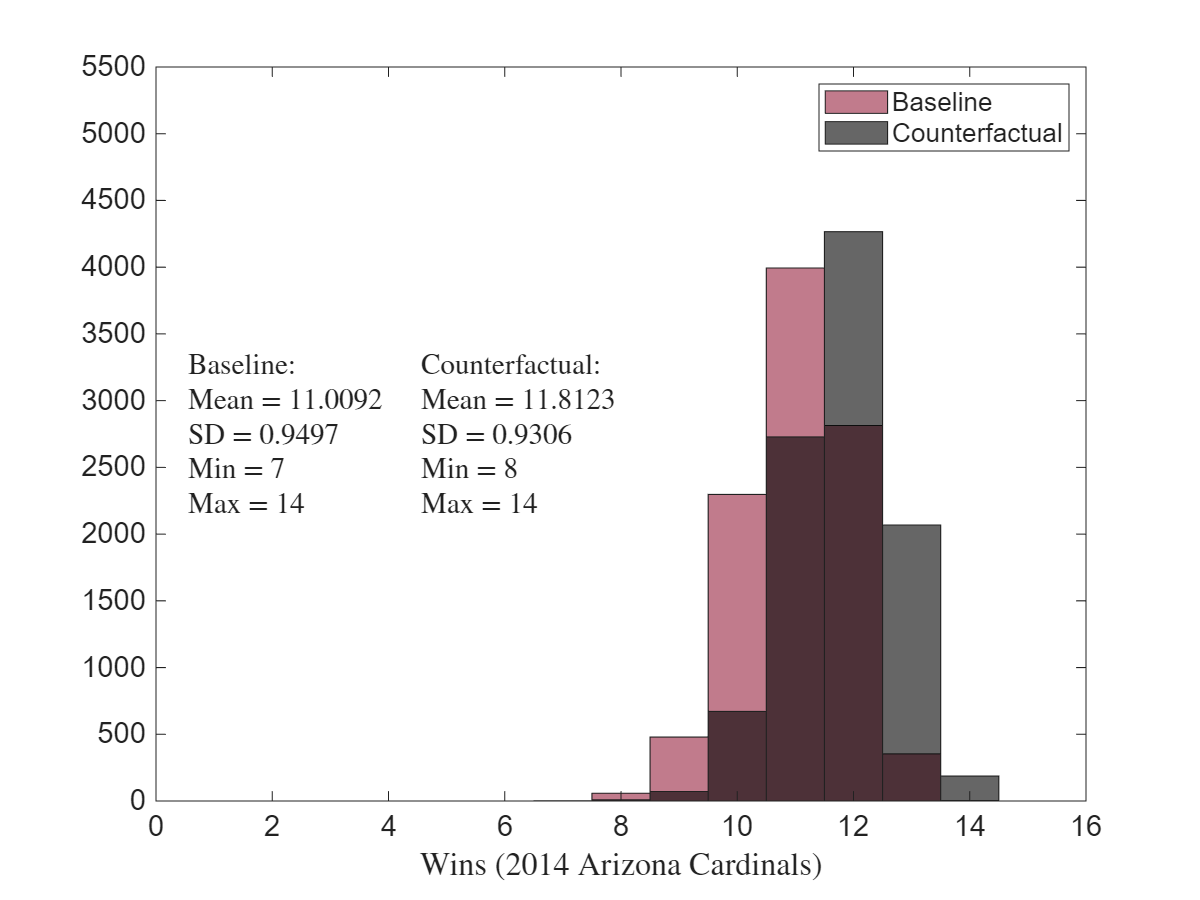 5500
5000
4500
4000
3500
3000
2500
2000
1500
1000
500
0
Baseline
Counterfactual
Baseline:
Mean = 11.0092
SD = 0.9497
Min = 7
Max = 14
Counterfactual:
Mean = 11.8123
SD = 0.9306
Min = 8
Max = 14
0 2 4 6 8 10 12 14 16
Wins (2014 Arizona Cardinals)